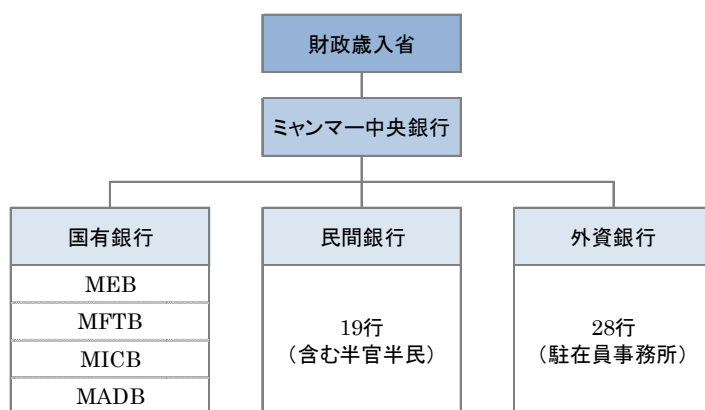 財政歳入省
ミャンマー中央銀行
国有銀行
MEB
MFTB
MICB
MADB
民間銀行
19行
（含む半官半民）
外資銀行
28行
（駐在員事務所）